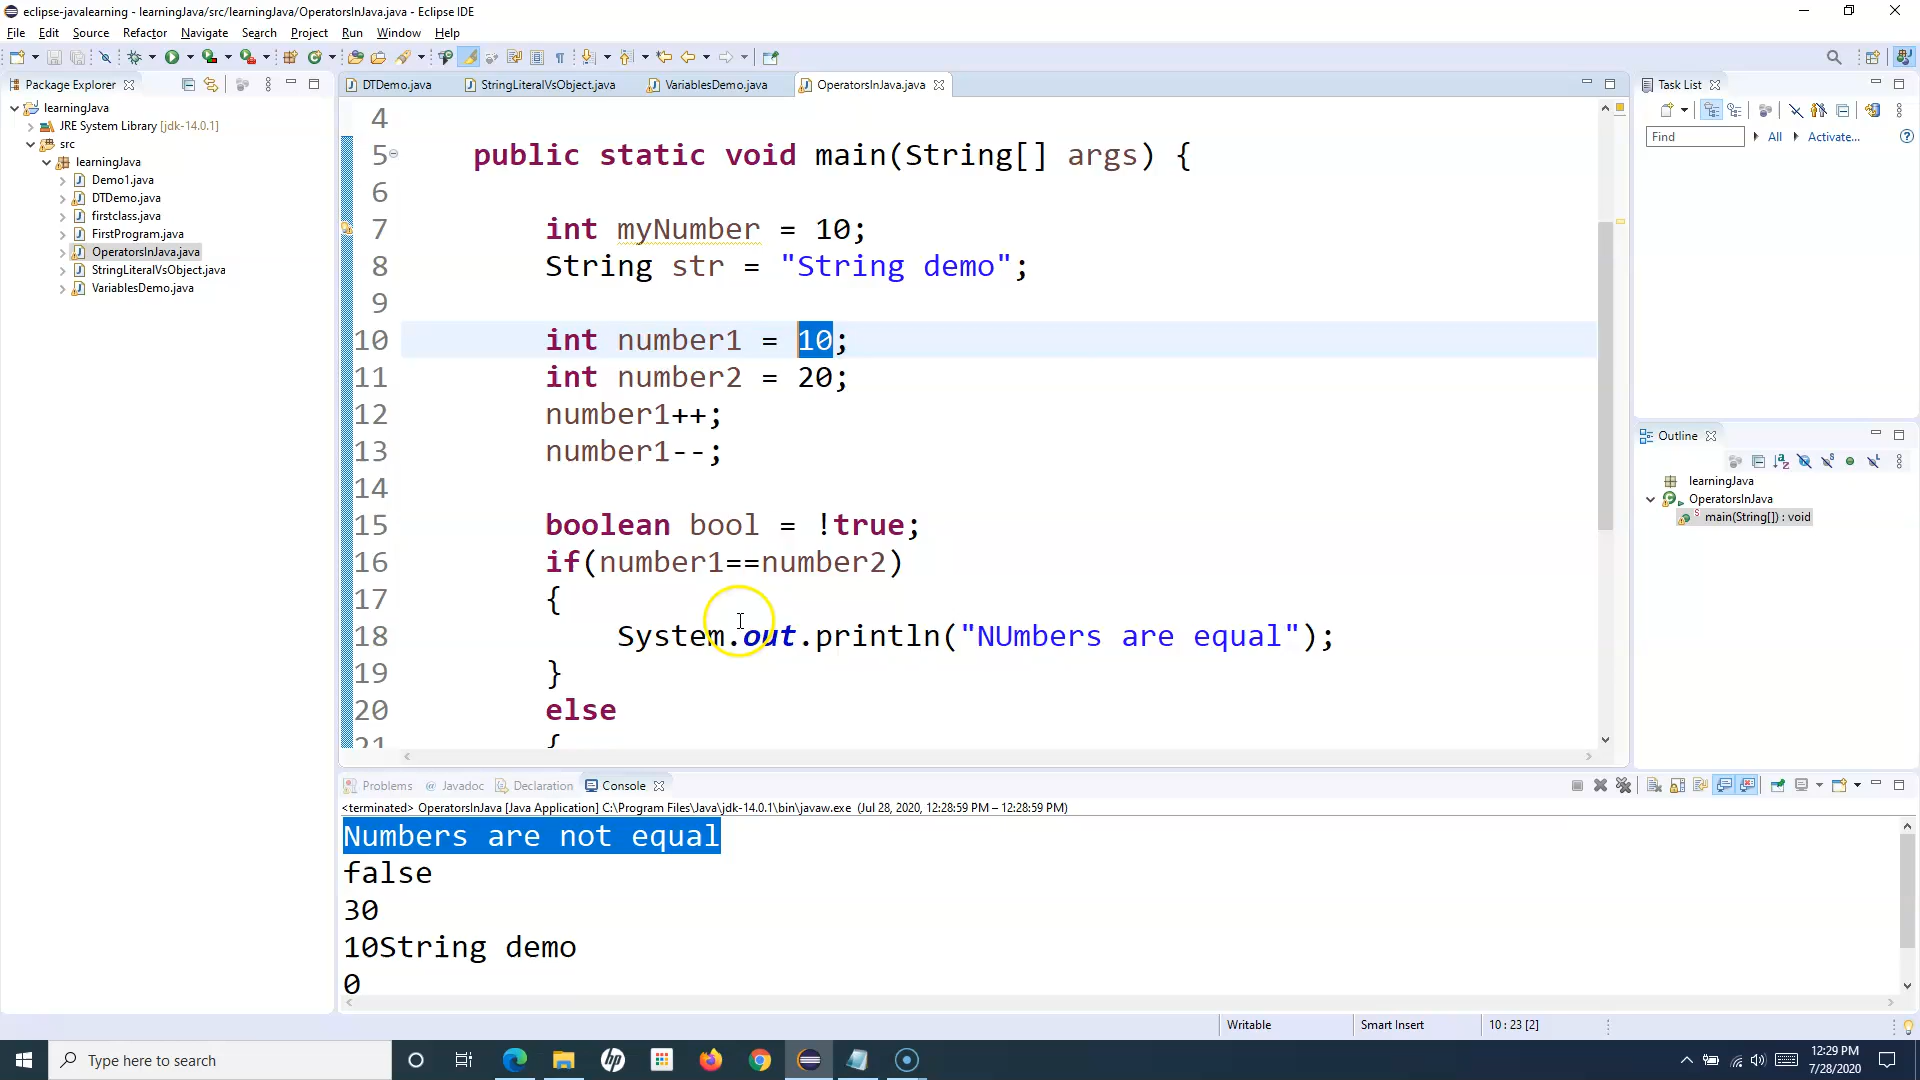 eclipse-javalearning - learningJava/src/learningJava/OperatorsInJava.java - Eclipse IDE
File Edit Source Refactor Navigate Search Project Run Window Help
Package Explorer
learningJava
JRE System Library [jdk-14.0.1]
src
learningJava
Demo1.java
DTDemo.java
firstclass.java
FirstProgram.java
OperatorsInJava.java
StringLiteralVsObject.java
VariablesDemo.java
DTDemo.java StringLiteralVsObject.java VariablesDemo.java OperatorsInJava.java
4
5 public static void main(String[] args) {
6
7 int myNumber = 10;
8 String str = "String demo";
9
10 int number1 = 10;
11 int number2 = 20;
12 number1++;
13 number1--;
14
15 boolean bool = !true;
16 if(number1==number2)
17 {
18 System.out.println("NUmbers are equal");
19 }
20 else
21 {
Task List
Find All Activate...
Outline
learningJava
OperatorsInJava
main(String[]) : void
Problems Javadoc Declaration Console
<terminated> OperatorsInJava [Java Application] C:\Program Files\Java\jdk-14.0.1\bin\javaw.exe (Jul 28, 2020, 12:28:59 PM – 12:28:59 PM)
Numbers are not equal
false
30
10String demo
0
Writable Smart Insert 10 : 23 [2]
Type here to search
hp
12:29 PM
7/28/2020